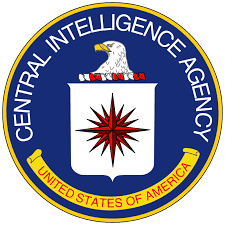 CENTRAL INTELLIGENCE AGENCY
UNITED STATES OF AMERICA